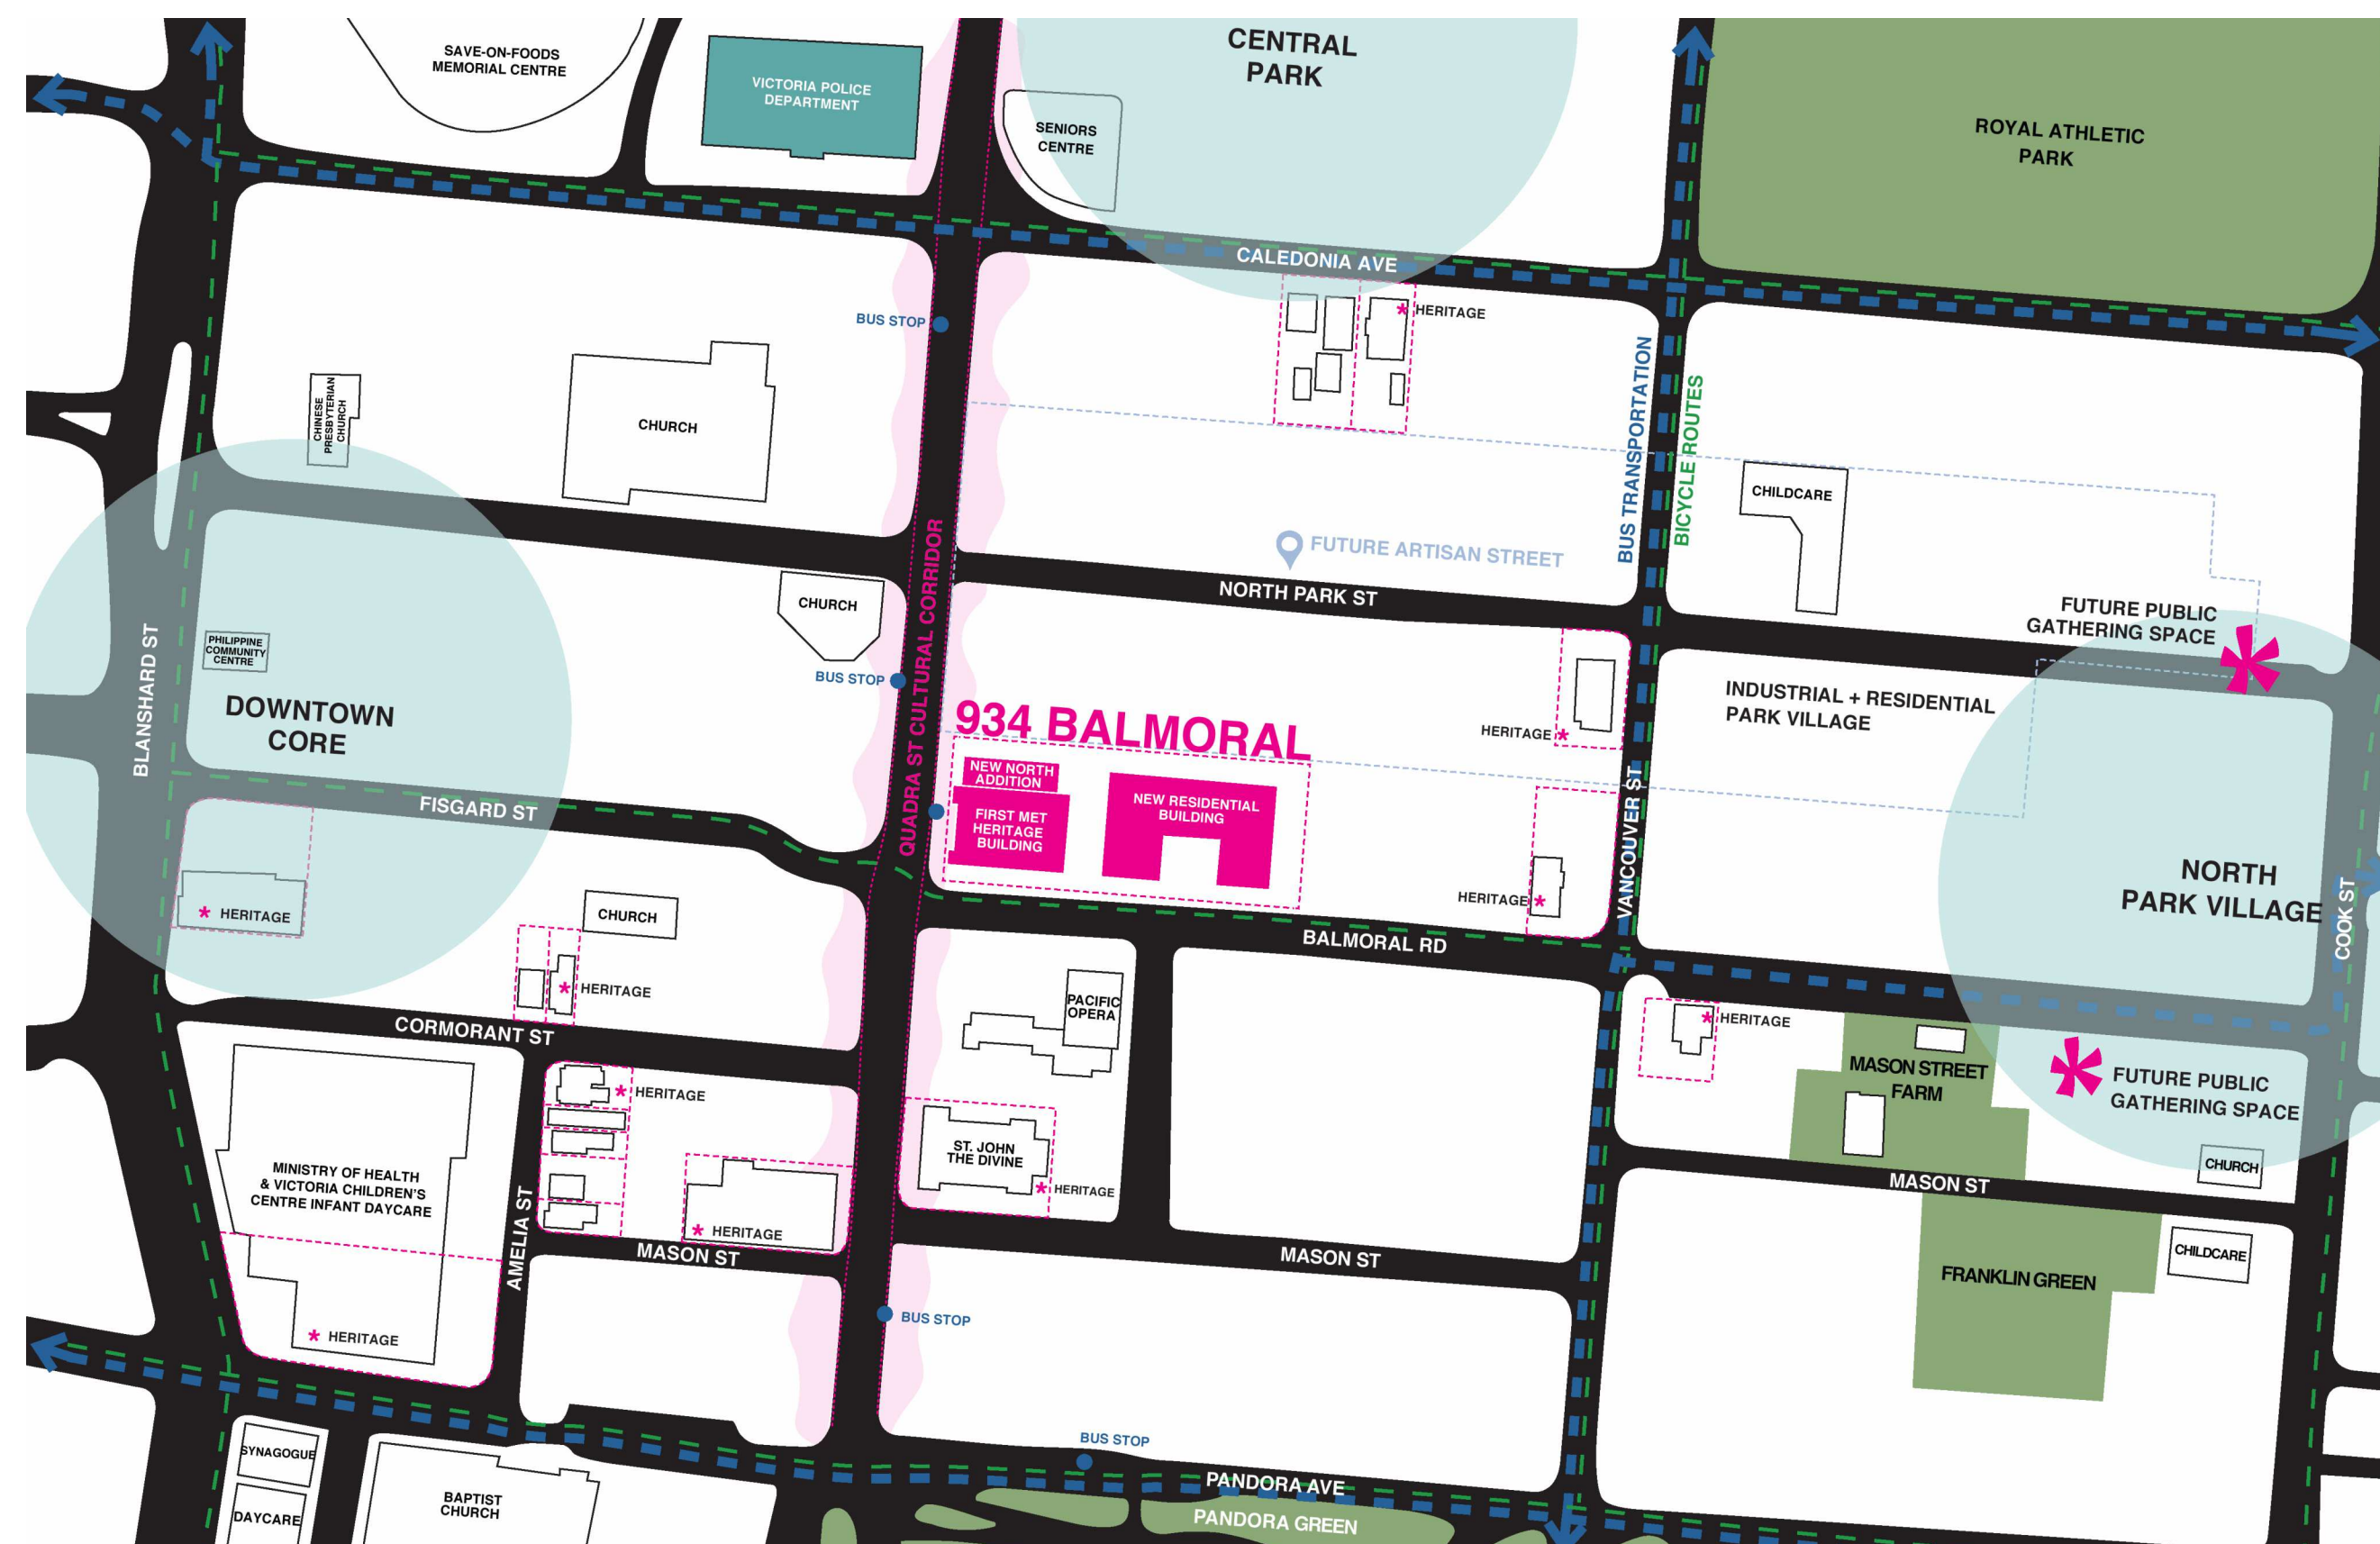 SAVE-ON-FOODS
MEMORIAL CENTRE
VICTORIA POLICE
DEPARTMENT
CENTRAL
PARK
SENIORS
CENTRE
ROYAL ATHLETIC
PARK
CALEDONIA AVE
BUS STOP
HERITAGE
CHINESE
PRESBYTERIAN
CHURCH
CHURCH
BUS TRANSPORTATION
BICYCLE ROUTES
CHILDCARE
FUTURE ARTISAN STREET
NORTH PARK ST
QUADRA ST CULTURAL CORRIDOR
CHURCH
BUS STOP
FUTURE PUBLIC
GATHERING SPACE
BLANSHARD ST
PHILIPPINE
COMMUNITY
CENTRE
DOWNTOWN
CORE
934 BALMORAL
HERITAGE
INDUSTRIAL + RESIDENTIAL
PARK VILLAGE
NEW NORTH
ADDITION
FIRST MET
HERITAGE
BUILDING
NEW RESIDENTIAL
BUILDING
FISGARD ST
VANCOUVER ST
HERITAGE
NORTH
PARK VILLAGE
COOK ST
HERITAGE
CHURCH
BALMORAL RD
HERITAGE
CORMORANT ST
PACIFIC
OPERA
HERITAGE
MASON STREET
FARM
FUTURE PUBLIC
GATHERING SPACE
HERITAGE
MINISTRY OF HEALTH
& VICTORIA CHILDREN'S
CENTRE INFANT DAYCARE
ST. JOHN
THE DIVINE
HERITAGE
CHURCH
MASON ST
AMELIA ST
HERITAGE
MASON ST
MASON ST
CHILDCARE
FRANKLIN GREEN
HERITAGE
BUS STOP
BUS STOP
SYNAGOGUE
DAYCARE
BAPTIST
CHURCH
PANDORA AVE
PANDORA GREEN